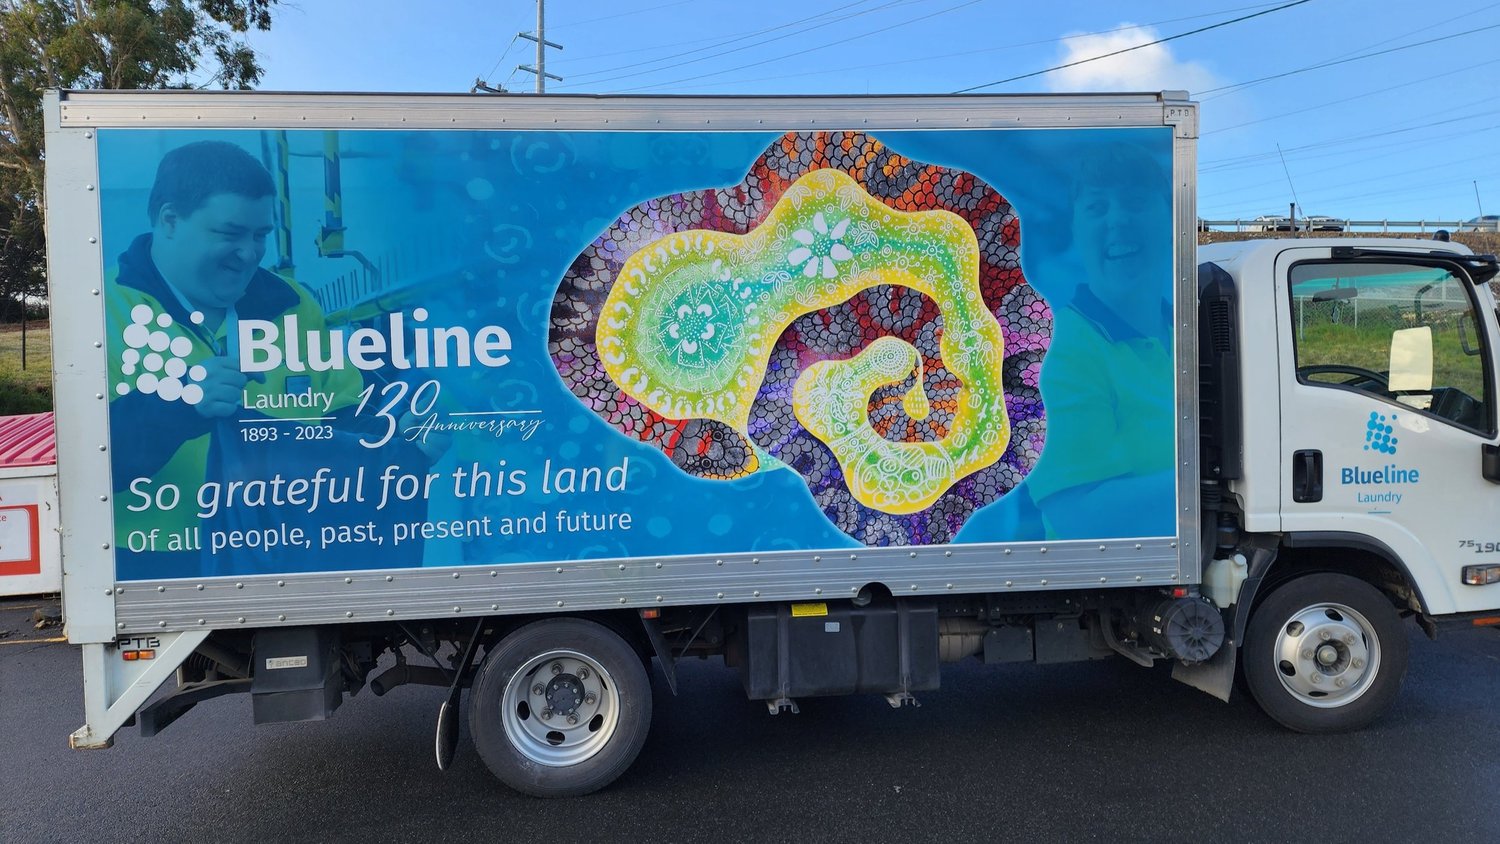 PTB
Blueline
Laundry
130
1893 - 2023
Anniversary
So grateful for this land
Of all people, past, present and future
Blueline
Laundry
75 190
PTB